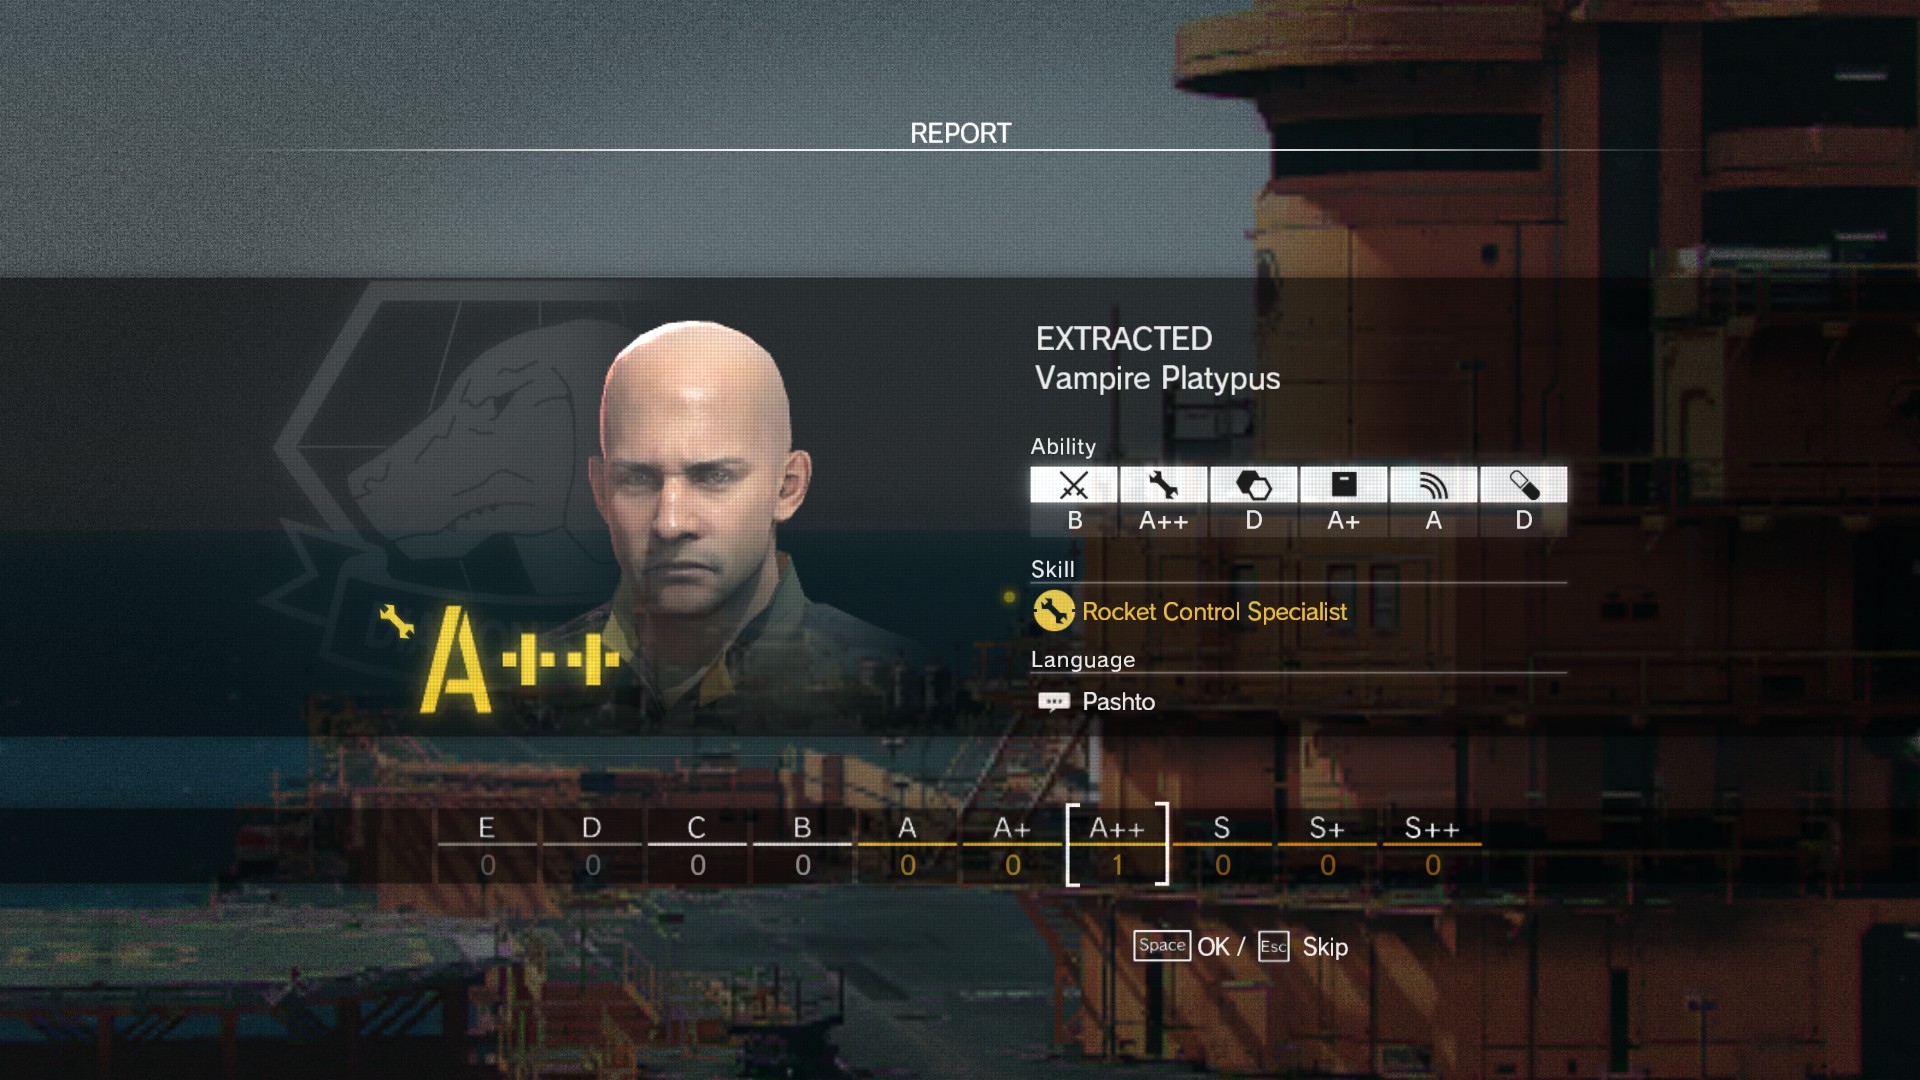 REPORT
EXTRACTED
Vampire Platypus
Ability
B A++ D A+ A D
Skill
Rocket Control Specialist
Language
Pashto
A++
E D C B A A+ A++ S S+ S++
0 0 0 0 0 0 1 0 0 0
Space OK / Esc Skip